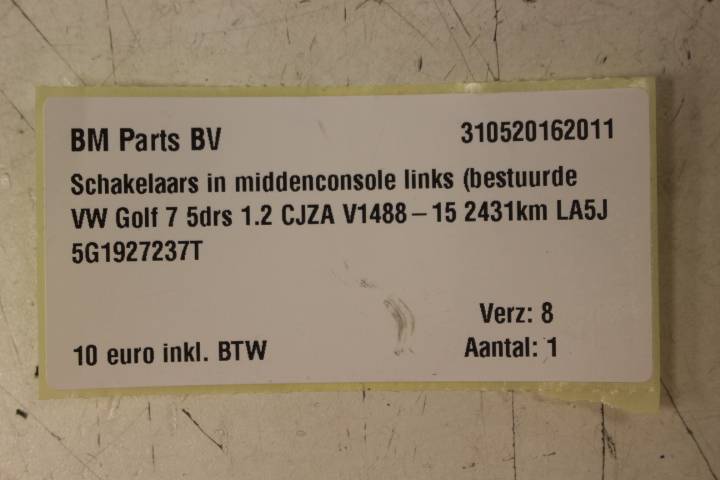 BM Parts BV 310520162011
Schakelaars in middenconsole links (bestuurde
VW Golf 7 5drs 1.2 CJZA V1488-15 2431km LA5J
5G1927237T
Verz: 8
10 euro inkl. BTW Aantal: 1